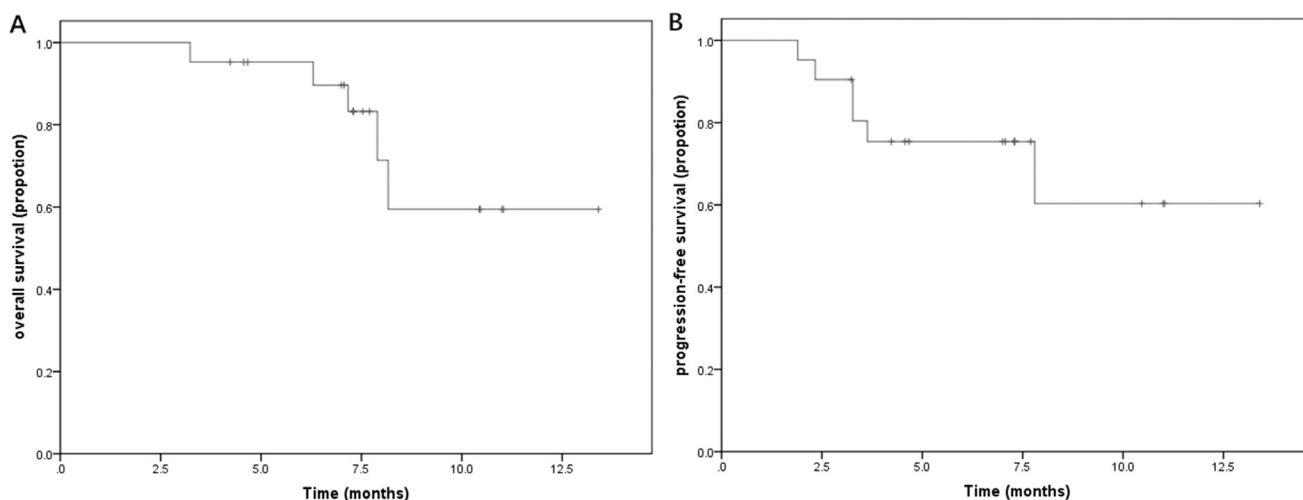 A
overall survival (propotion)
1.0
0.8
0.6
0.4
0.2
0.0
.0 2.5 5.0 7.5 10.0 12.5
Time (months)
B
progression-free survival (propotion)
1.0
0.8
0.6
0.4
0.2
0.0
.0 2.5 5.0 7.5 10.0 12.5
Time (months)